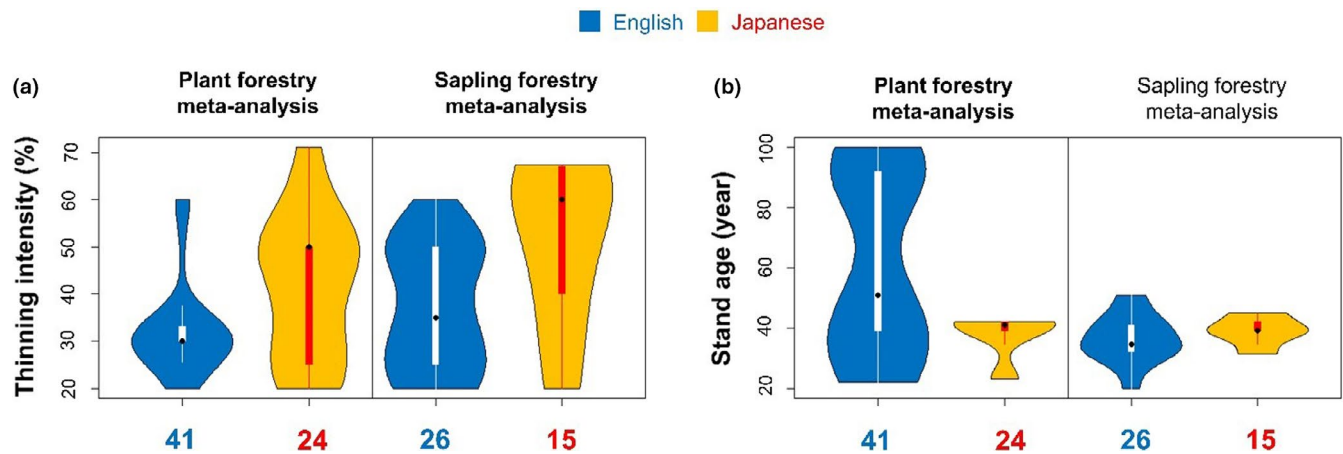 English Japanese
(a)
Plant forestry
meta-analysis
Sapling forestry
meta-analysis
Thinning intensity (%)
70
60
50
40
30
20
41 24 26 15
(b)
Plant forestry
meta-analysis
Sapling forestry
meta-analysis
Stand age (year)
100
80
60
40
20
41 24 26 15